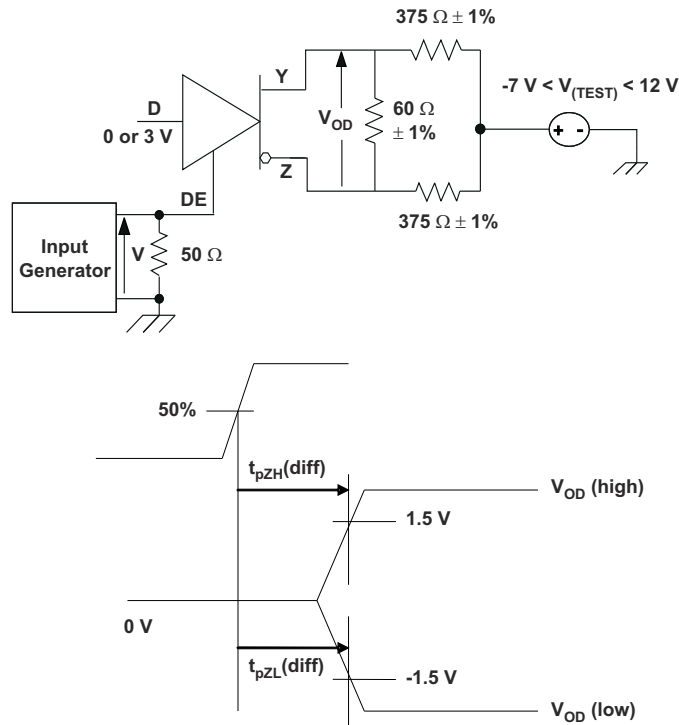 375 Ω ± 1%
Y
-7 V < V(TEST) < 12 V
D
VOD
60 Ω
± 1%
0 or 3 V
Z
DE
375 Ω ± 1%
Input
Generator
V
50 Ω
+ -
50%
tpZH(diff)
VOD (high)
1.5 V
0 V
tpZL(diff)
-1.5 V
VOD (low)